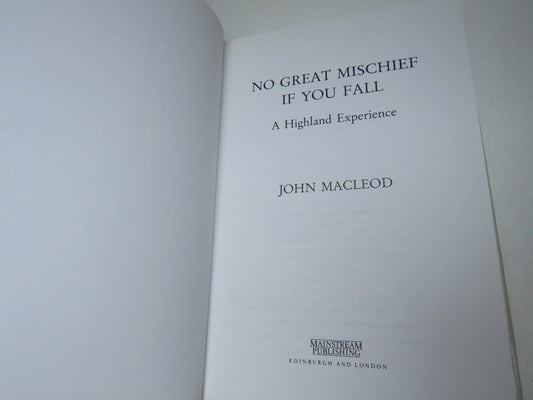 NO GREAT MISCHIEF
IF YOU FALL
A Highland Experience
JOHN MACLEOD
MAINSTREAM
PUBLISHING
EDINBURGH AND LONDON